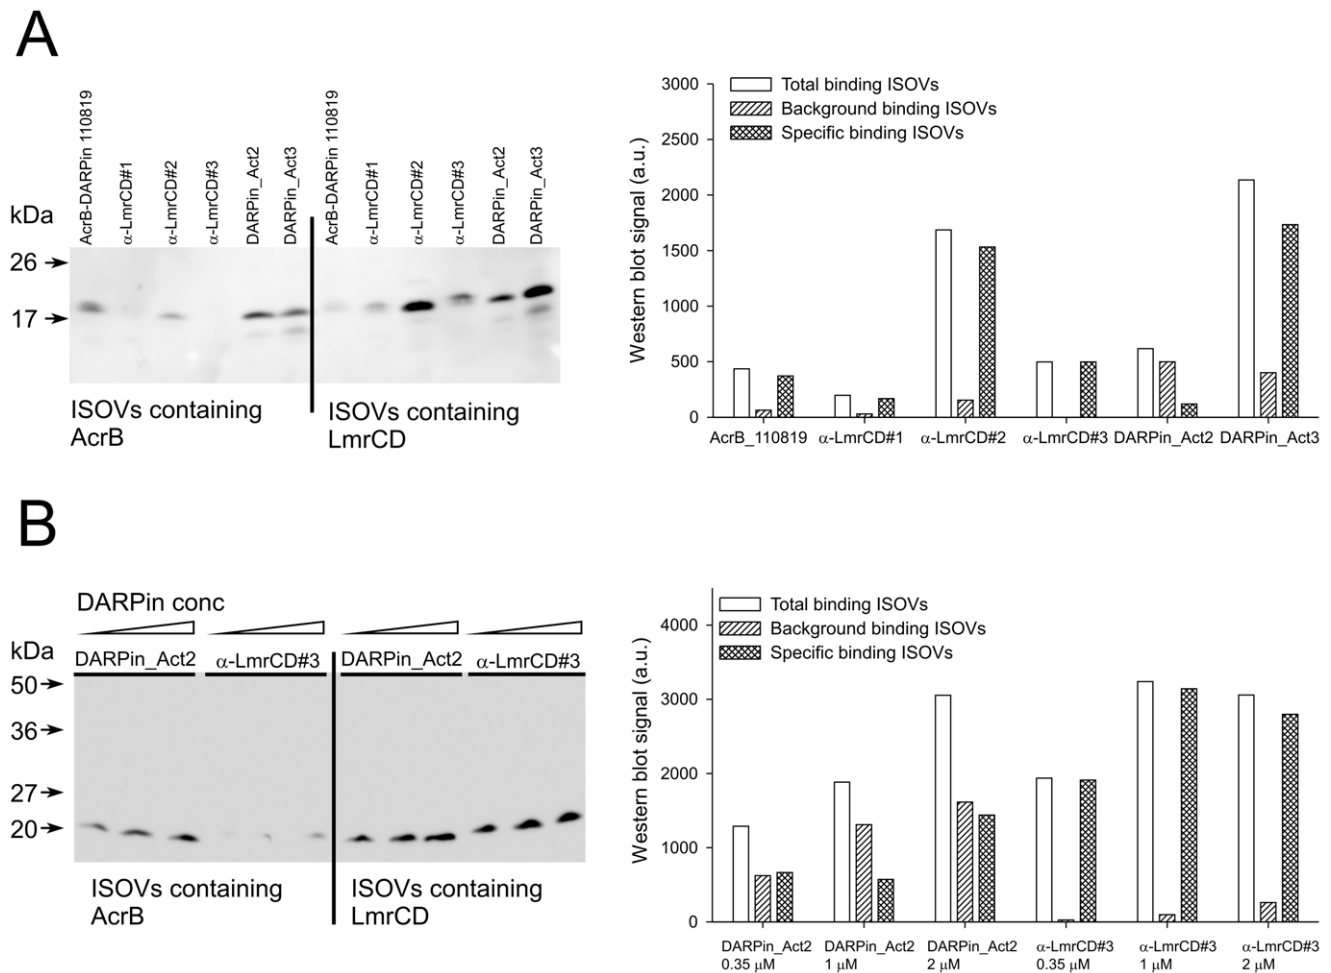 A
AcrB-DARPin 110819
α-LmrCD#1
α-LmrCD#2
α-LmrCD#3
DARPin_Act2
DARPin_Act3
AcrB-DARPin 110819
α-LmrCD#1
α-LmrCD#2
α-LmrCD#3
DARPin_Act2
DARPin_Act3
kDa
26
17
ISOVs containing
AcrB
ISOVs containing
LmrCD
Western blot signal (a.u.)
3000
2500
2000
1500
1000
500
0
Total binding ISOVs
Background binding ISOVs
Specific binding ISOVs
AcrB_110819 α-LmrCD#1 α-LmrCD#2 α-LmrCD#3 DARPin_Act2 DARPin_Act3
B
DARPin conc
kDa
DARPin_Act2 α-LmrCD#3 DARPin_Act2 α-LmrCD#3
50
36
27
20
ISOVs containing
AcrB
ISOVs containing
LmrCD
Western blot signal (a.u.)
4000
3000
2000
1000
0
Total binding ISOVs
Background binding ISOVs
Specific binding ISOVs
DARPin_Act2 DARPin_Act2 DARPin_Act2 α-LmrCD#3 α-LmrCD#3 α-LmrCD#3
0.35 μM 1 μM 2 μM 0.35 μM 1 μM 2 μM